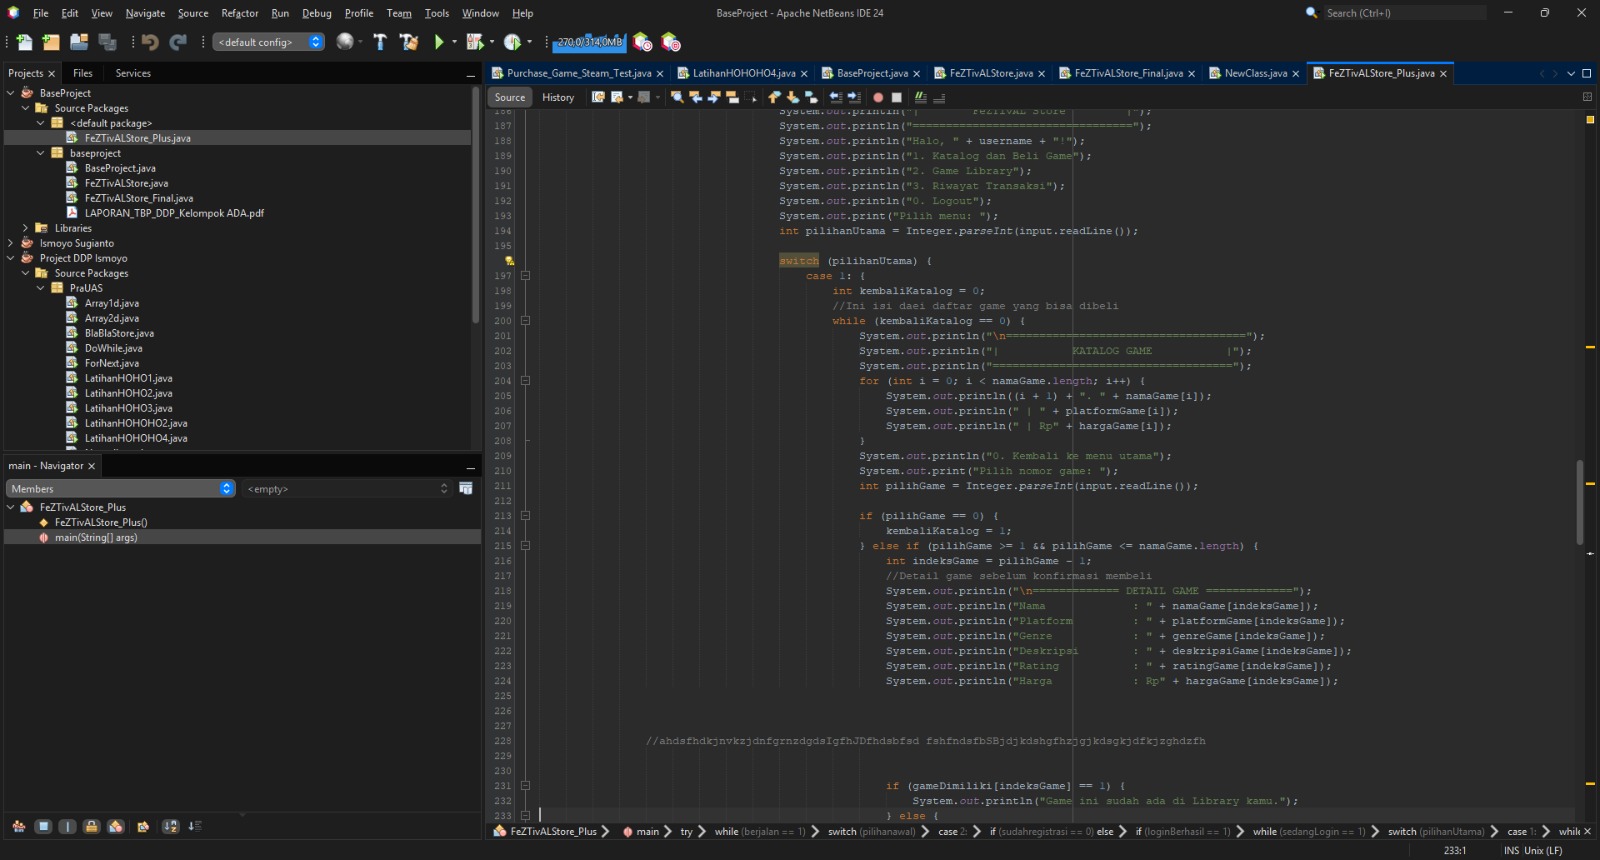 File Edit View Navigate Source Refactor Run Debug Profile Team Tools Window Help
BaseProject - Apache NetBeans IDE 24
Search (Ctrl+I)
<default config>
270,0/314,0MB
Projects Files Services
BaseProject
Source Packages
<default package>
FeZTivALStore_Plus.java
baseproject
BaseProject.java
FeZTivALStore.java
FeZTivALStore_Final.java
LAPORAN_TBP_DDP_Kelompok ADA.pdf
Libraries
Ismoyo Sugianto
Project DDP Ismoyo
Source Packages
PraUAS
Array1d.java
Array2d.java
BlaBlaStore.java
DoWhile.java
ForNext.java
LatihanHOHO1.java
LatihanHOHO2.java
LatihanHOHO3.java
LatihanHOHOHO2.java
LatihanHOHOHO4.java
main - Navigator
Members
<empty>
FeZTivALStore_Plus
FeZTivALStore_Plus()
main(String[] args)
Purchase_Game_Steam_Test.java LatihanHOHOHO4.java BaseProject.java FeZTivALStore.java FeZTivALStore_Final.java NewClass.java FeZTivALStore_Plus.java
Source History
186 System.out.println("| FeZTivAL Store |");
187 System.out.println("=================================");
188 System.out.println("Halo, " + username + "!");
189 System.out.println("1. Katalog dan Beli Game");
190 System.out.println("2. Game Library");
191 System.out.println("3. Riwayat Transaksi");
192 System.out.println("0. Logout");
193 System.out.print("Pilih menu: ");
194 int pilihanUtama = Integer.parseInt(input.readLine());
195
switch (pilihanUtama) {
197 case 1: {
198 int kembaliKatalog = 0;
199 //Ini isi daei daftar game yang bisa dibeli
200 while (kembaliKatalog == 0) {
201 System.out.println("\n====================================");
202 System.out.println("| KATALOG GAME |");
203 System.out.println("====================================");
204 for (int i = 0; i < namaGame.length; i++) {
205 System.out.println((i + 1) + ". " + namaGame[i]);
206 System.out.println(" | " + platformGame[i]);
207 System.out.println(" | Rp" + hargaGame[i]);
208 }
209 System.out.println("0. Kembali ke menu utama");
210 System.out.print("Pilih nomor game: ");
211 int pilihGame = Integer.parseInt(input.readLine());
212
213 if (pilihGame == 0) {
214 kembaliKatalog = 1;
215 } else if (pilihGame >= 1 && pilihGame <= namaGame.length) {
216 int indeksGame = pilihGame - 1;
217 //Detail game sebelum konfirmasi membeli
218 System.out.println("\n============= DETAIL GAME =============");
219 System.out.println("Nama : " + namaGame[indeksGame]);
220 System.out.println("Platform : " + platformGame[indeksGame]);
221 System.out.println("Genre : " + genreGame[indeksGame]);
222 System.out.println("Deskripsi : " + deskripsiGame[indeksGame]);
223 System.out.println("Rating : " + ratingGame[indeksGame]);
224 System.out.println("Harga : Rp" + hargaGame[indeksGame]);
225
226
227
228 //ahdsfhdkjnvkzjdnfgrnzdgdsIgfhJDfhdsbfsd fshfndsfbSBjdjkdshgfhzjgjkdsgkjdfkjzghdzfh
229
230
231 if (gameDimiliki[indeksGame] == 1) {
232 System.out.println("Game ini sudah ada di Library kamu.");
233 } else {
FeZTivALStore_Plus main try while (berjalan == 1) switch (pilihanawal) case 2: if (sudahregistrasi == 0) else if (loginBerhasil == 1) while (sedangLogin == 1) switch (pilihanUtama) case 1:
233:1 INS Unix (LF)